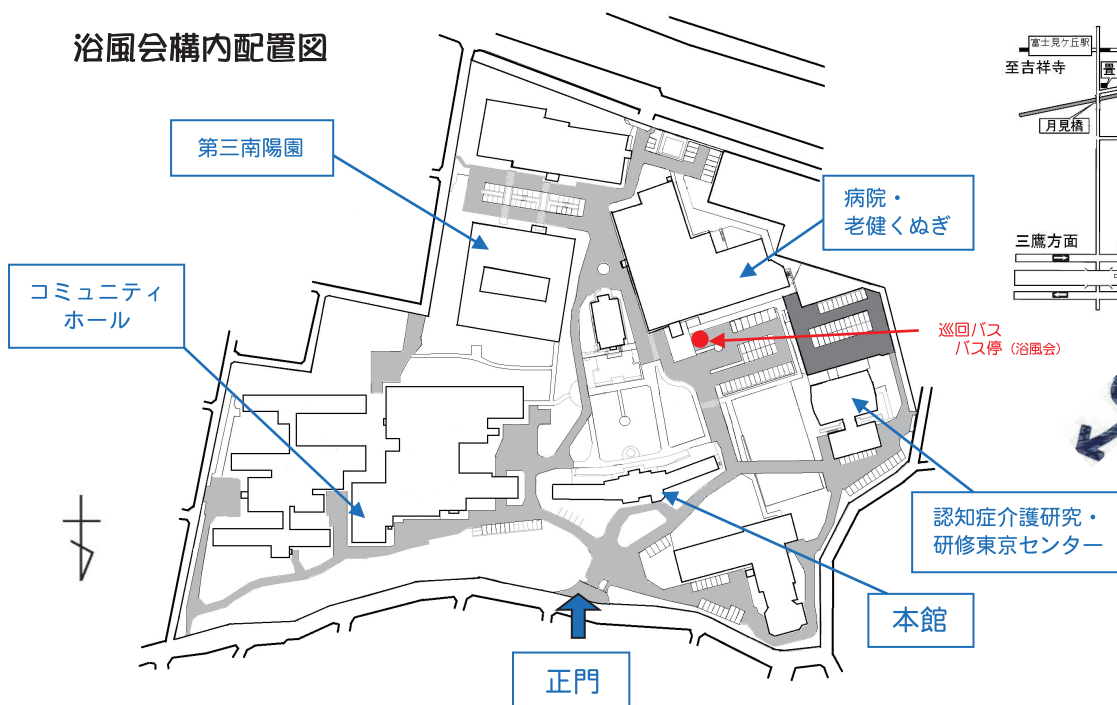 浴風会構内配置図
富士見ケ丘駅
至吉祥寺
月見橋
第三南陽園
病院・
老健くぬぎ
三鷹方面
コミュニティ
ホール
巡回バス
バス停（浴風会）
認知症介護研究・
研修東京センター
本館
正門